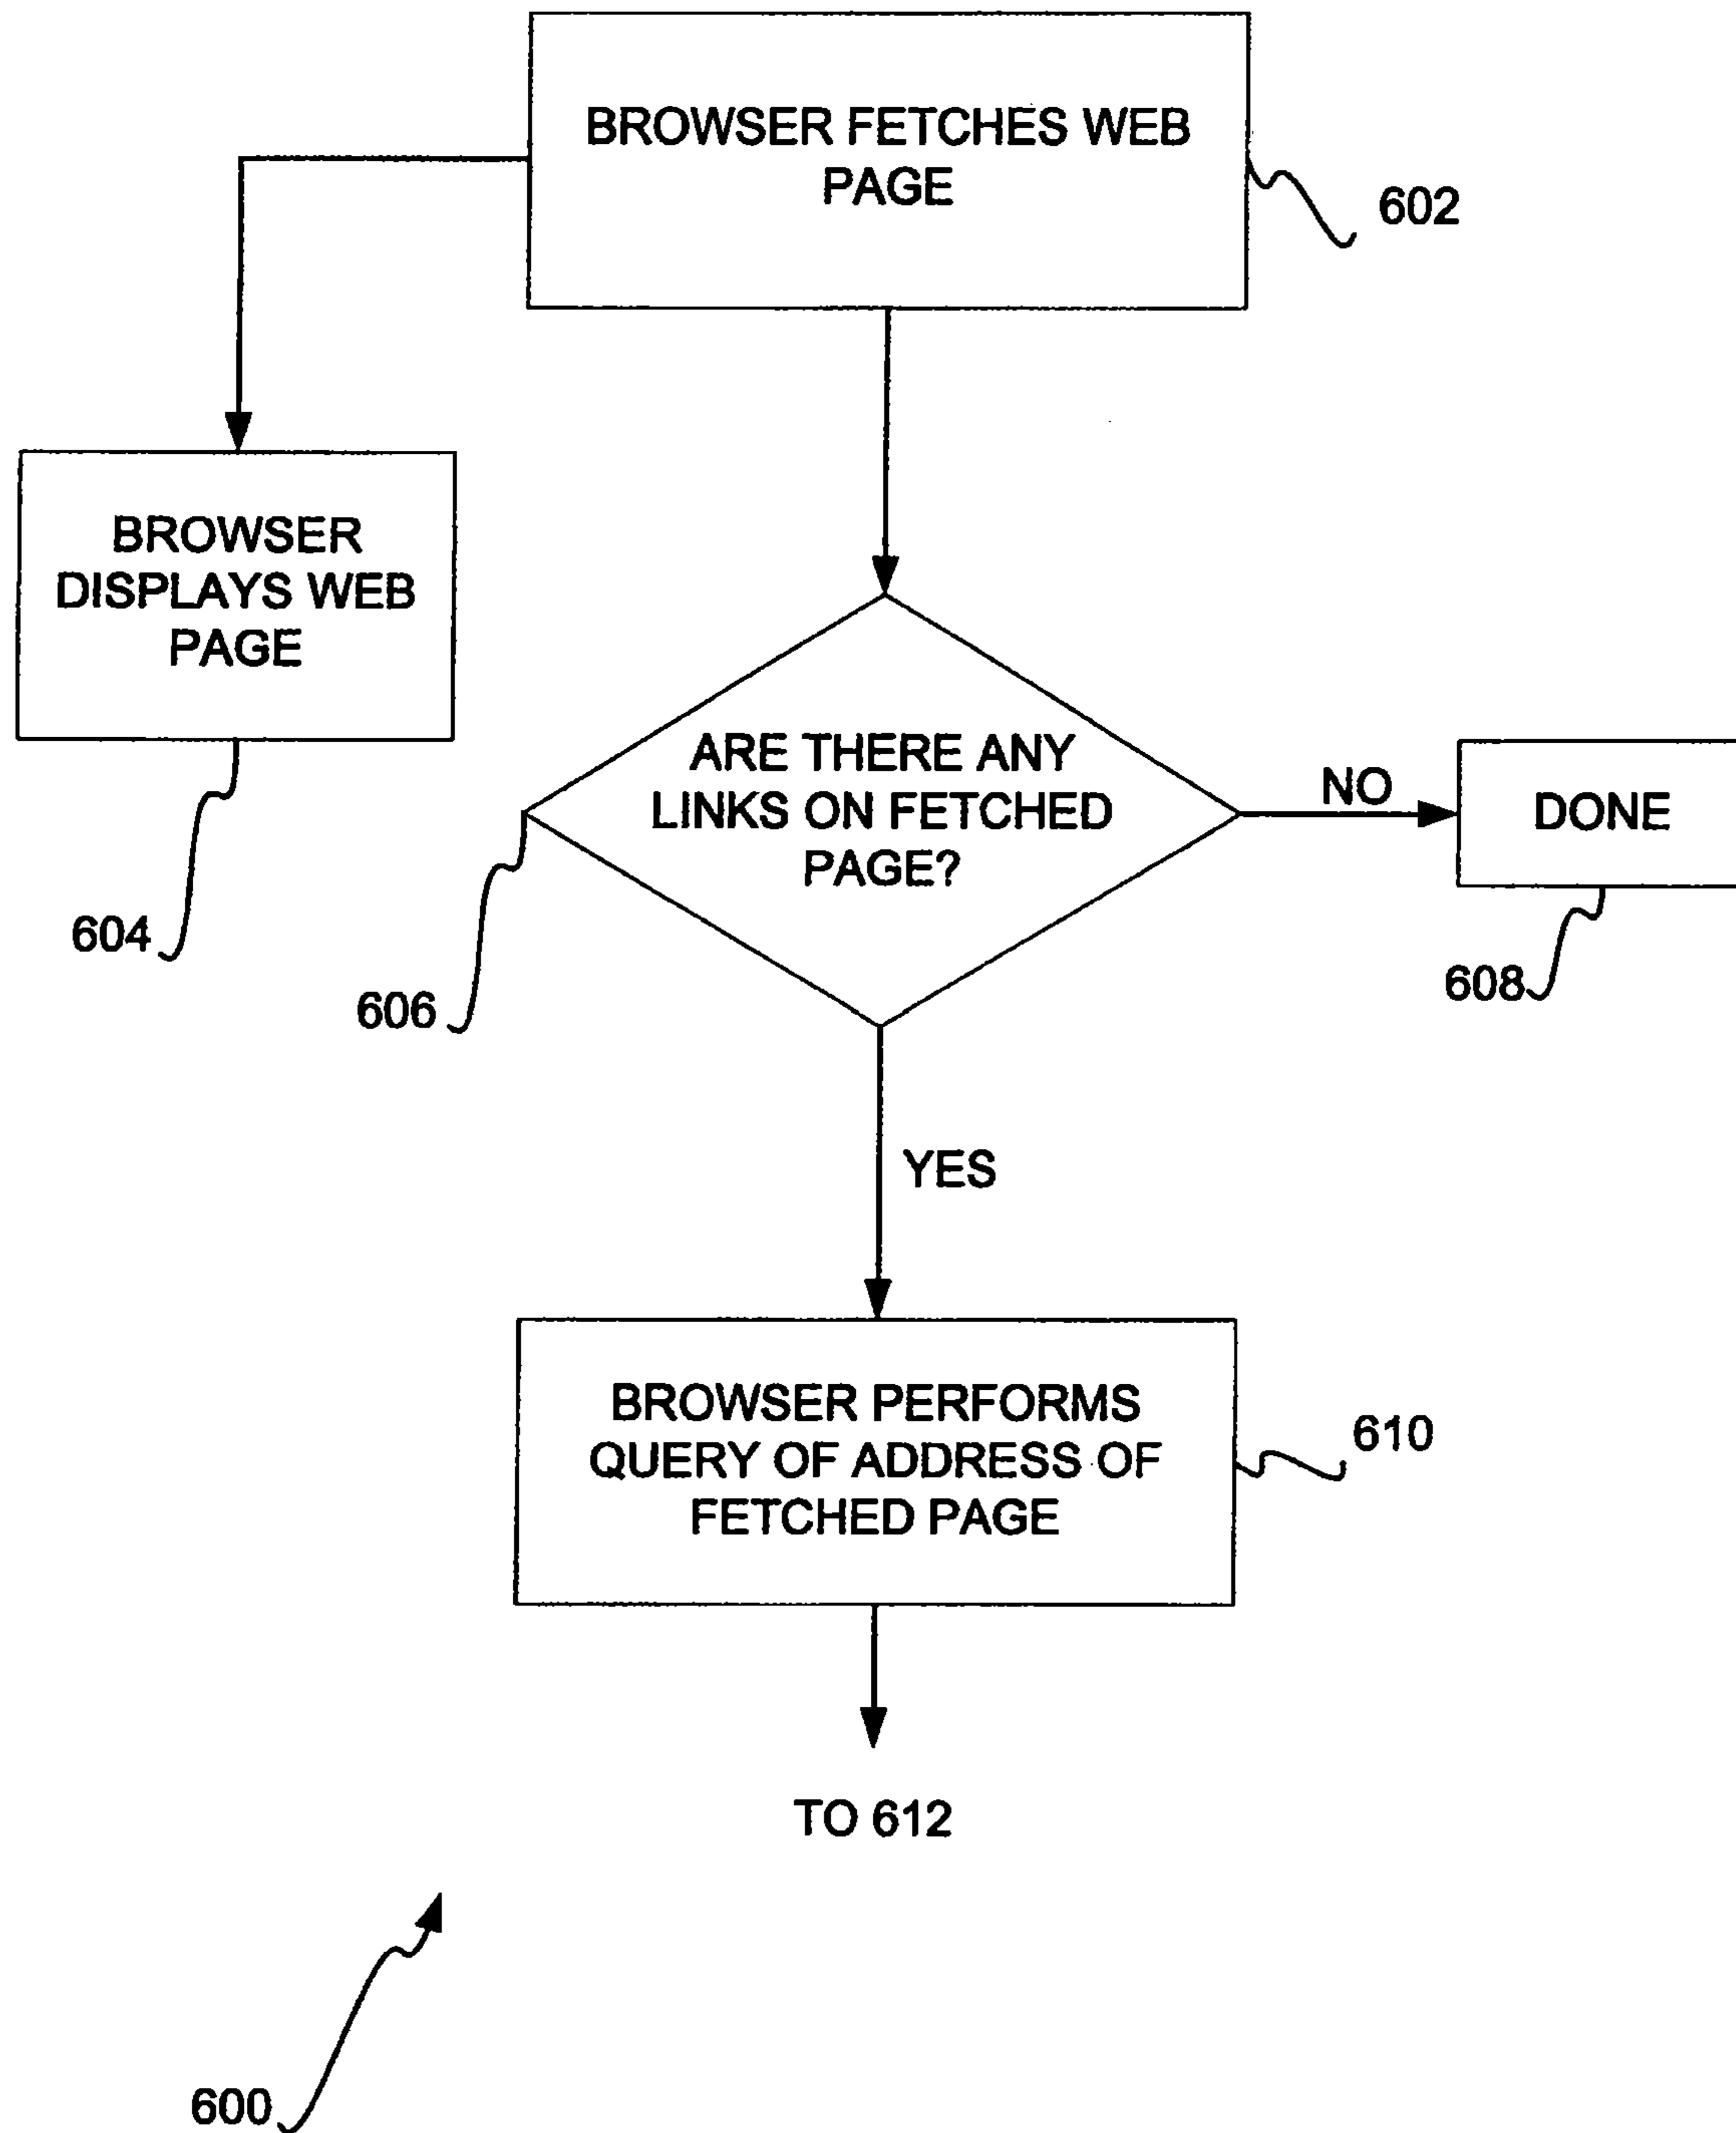 BROWSER FETCHES WEB
PAGE
602
BROWSER
DISPLAYS WEB
PAGE
604
ARE THERE ANY
LINKS ON FETCHED
PAGE?
606
NO
DONE
608
YES
BROWSER PERFORMS
QUERY OF ADDRESS OF
FETCHED PAGE
610
TO 612
600